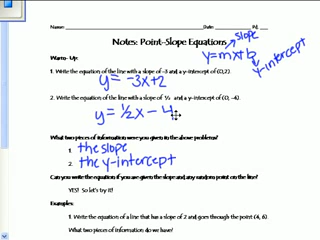 Name: Date: Pd.
Notes: Point-Slope Equations
slope
y=mx+b
y-intercept
Warm-Up:
1. Write the equation of the line with a slope of -3 and a y-intercept of (0,2).
y = -3x+2
2. Write the equation of the line with a slope of ½ and a y-intercept of (0, -4).
y = ½x - 4
What two pieces of information were you given in the above problems?
1. the slope
2. the y-intercept
Can you write the equation if you are given the slope and any random point on the line?
YES! So let's try it!
Examples:
1. Write the equation of a line that has a slope of 2 and goes through the point (4, 6).
What two pieces of information do we have?